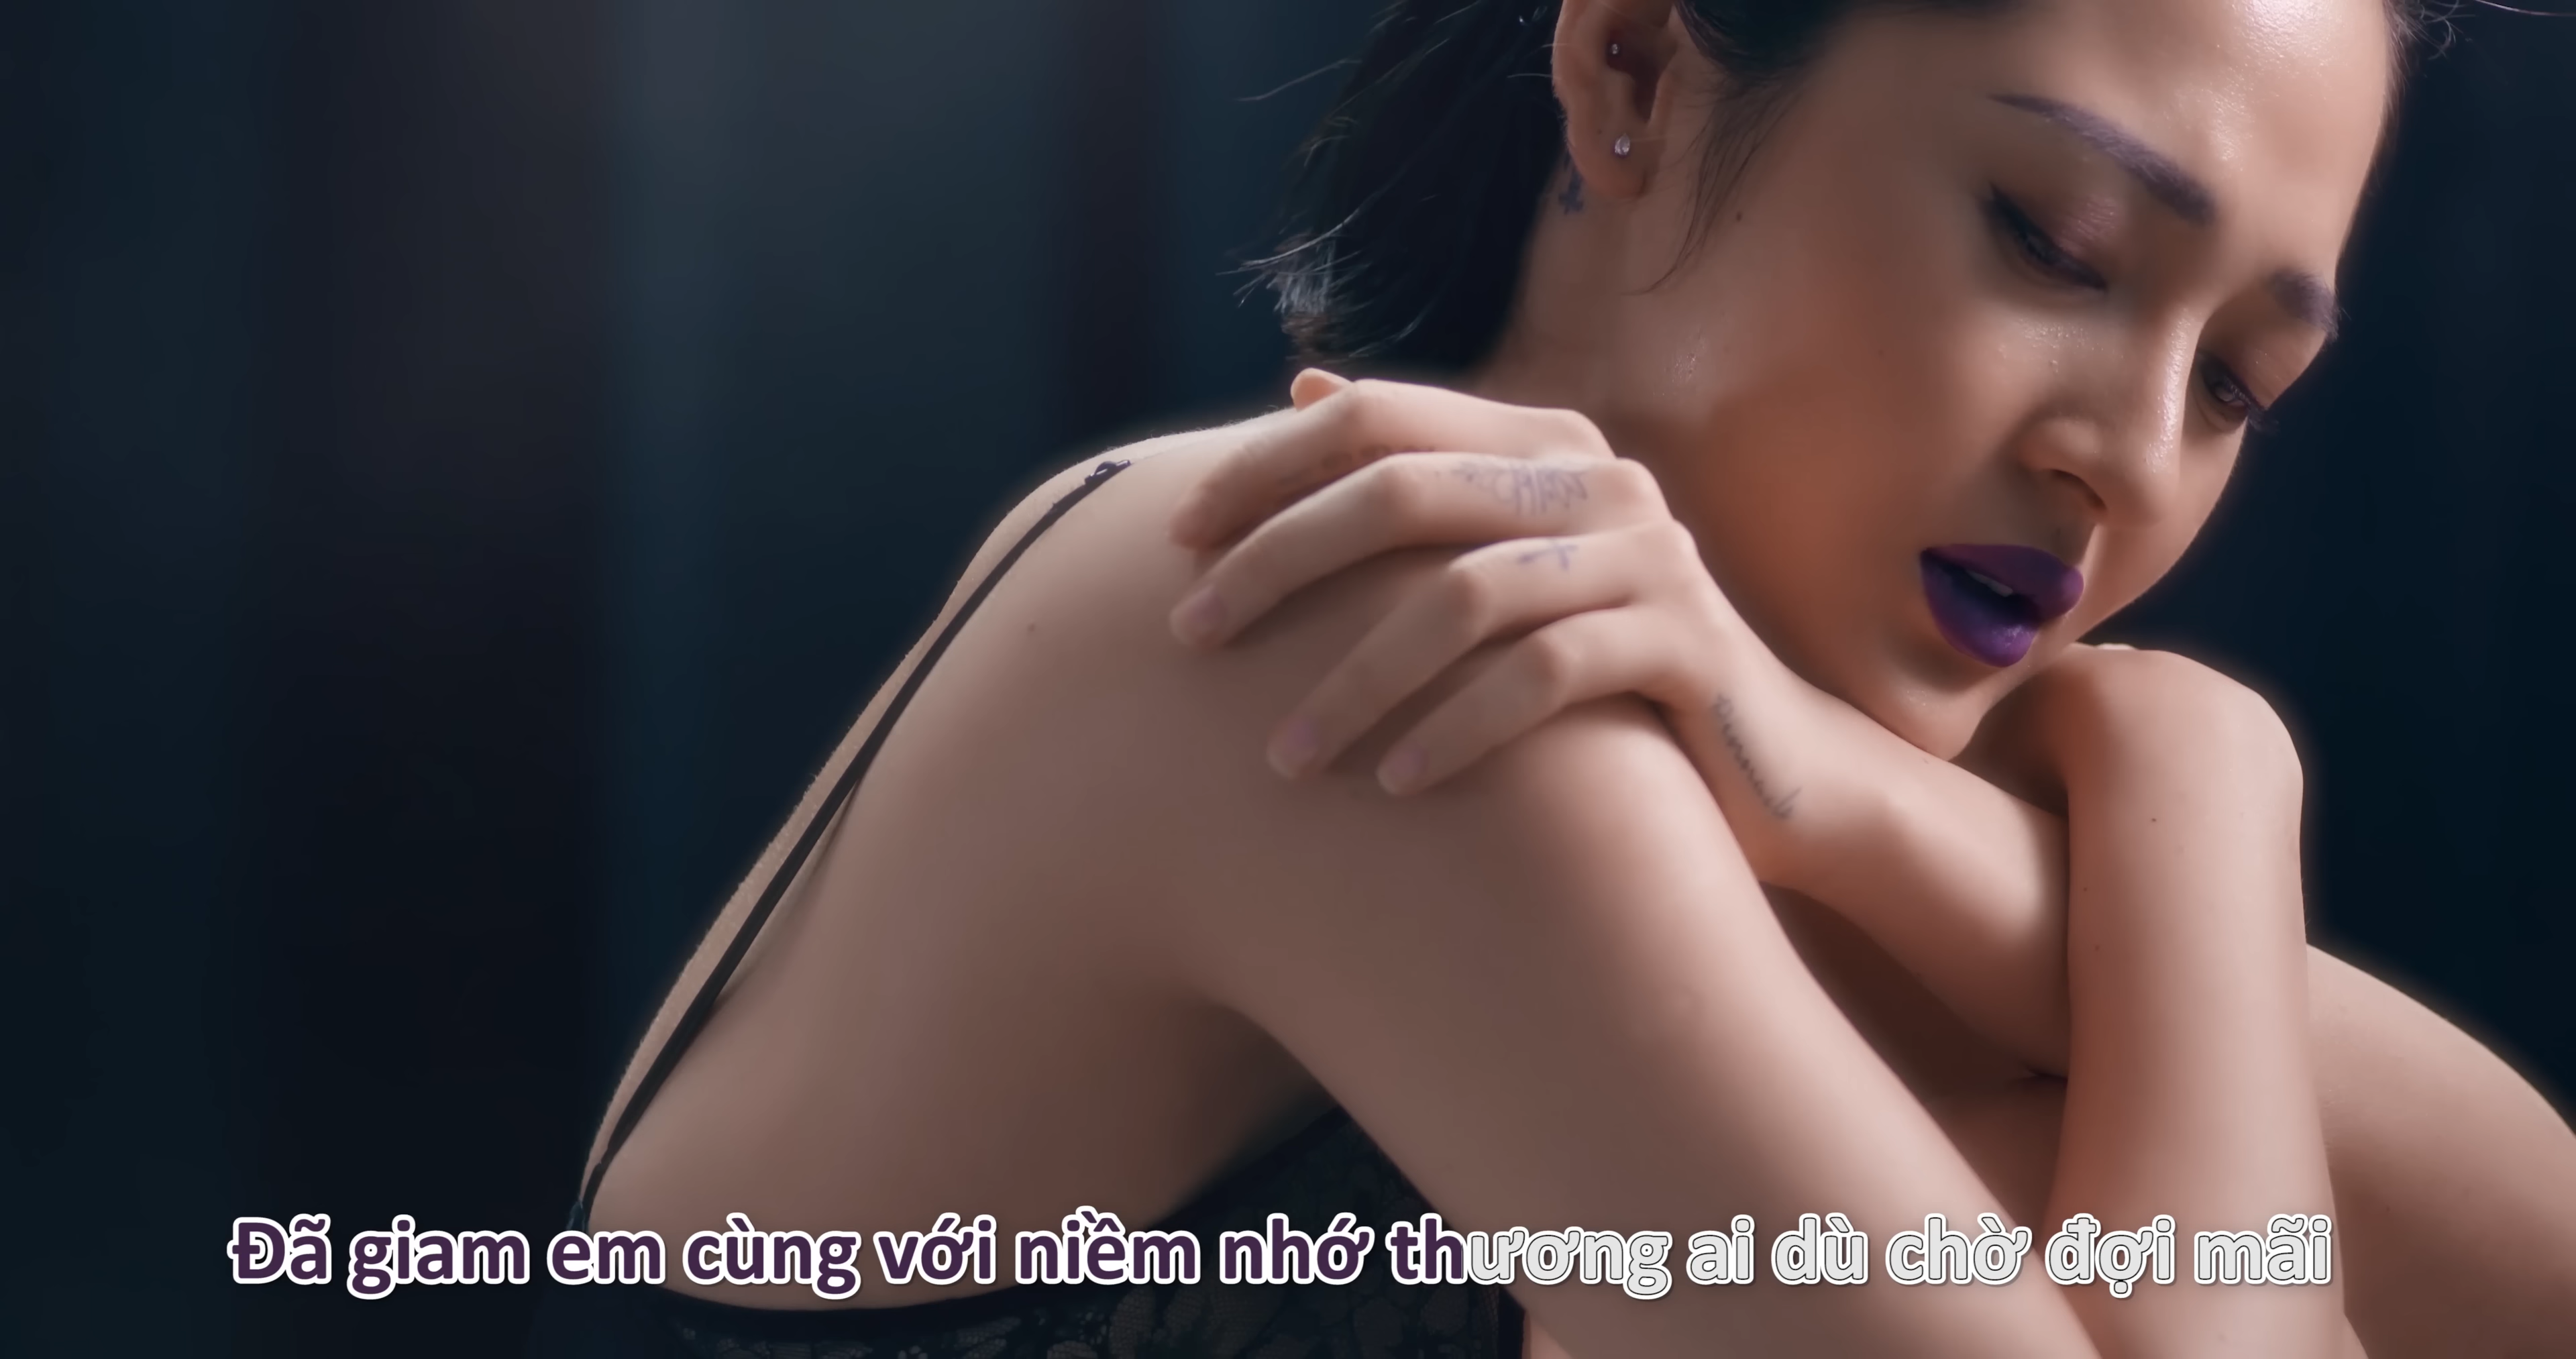 Đã giam em cùng với niềm nhớ thương ai dù chờ đợi mãi